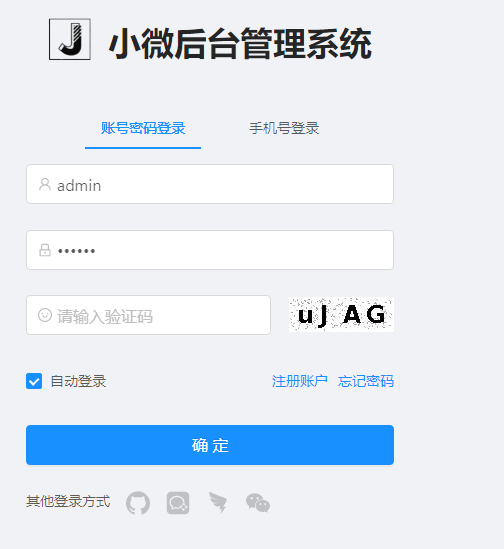 J 小微后台管理系统
账号密码登录 手机号登录
admin
••••••
请输入验证码 uJAG
自动登录 注册账户 忘记密码
确 定
其他登录方式